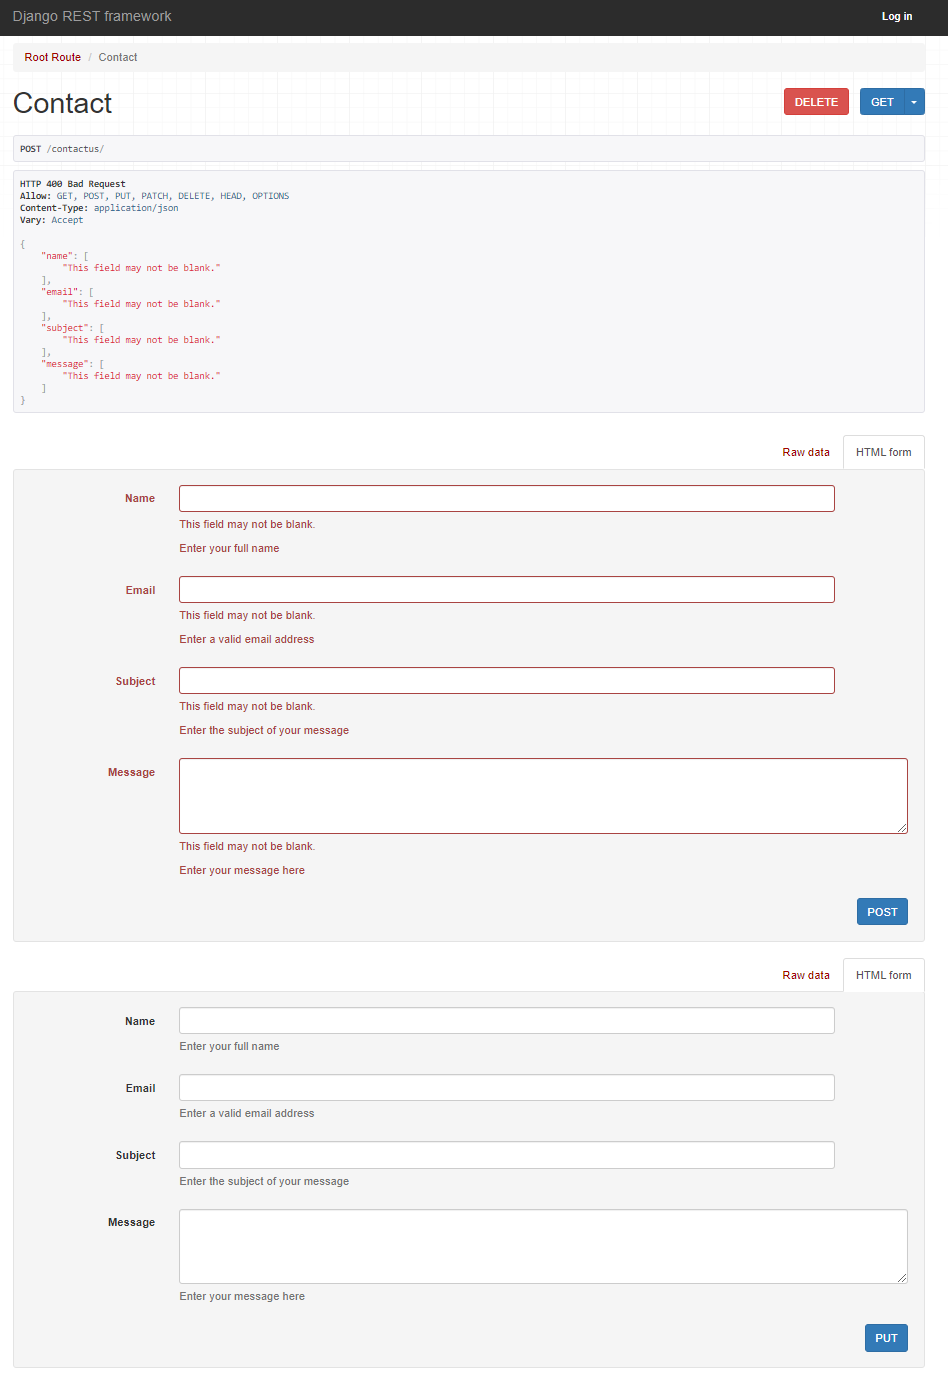 Django REST framework Log in
Root Route / Contact
Contact DELETE GET
POST /contactus/
HTTP 400 Bad Request
Allow: GET, POST, PUT, PATCH, DELETE, HEAD, OPTIONS
Content-Type: application/json
Vary: Accept
{
    "name": [
        "This field may not be blank."
    ],
    "email": [
        "This field may not be blank."
    ],
    "subject": [
        "This field may not be blank."
    ],
    "message": [
        "This field may not be blank."
    ]
}
Raw data HTML form
Name
This field may not be blank.
Enter your full name
Email
This field may not be blank.
Enter a valid email address
Subject
This field may not be blank.
Enter the subject of your message
Message
This field may not be blank.
Enter your message here
POST
Raw data HTML form
Name
Enter your full name
Email
Enter a valid email address
Subject
Enter the subject of your message
Message
Enter your message here
PUT